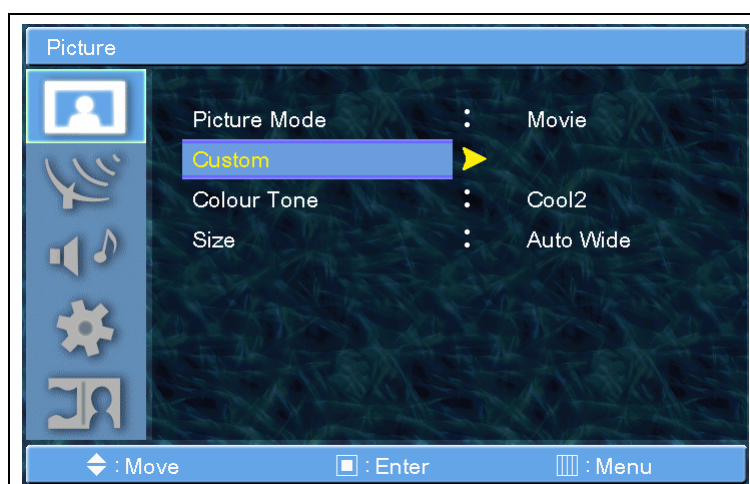 Picture
Picture Mode : Movie
Custom
Colour Tone : Cool2
Size : Auto Wide
: Move : Enter : Menu